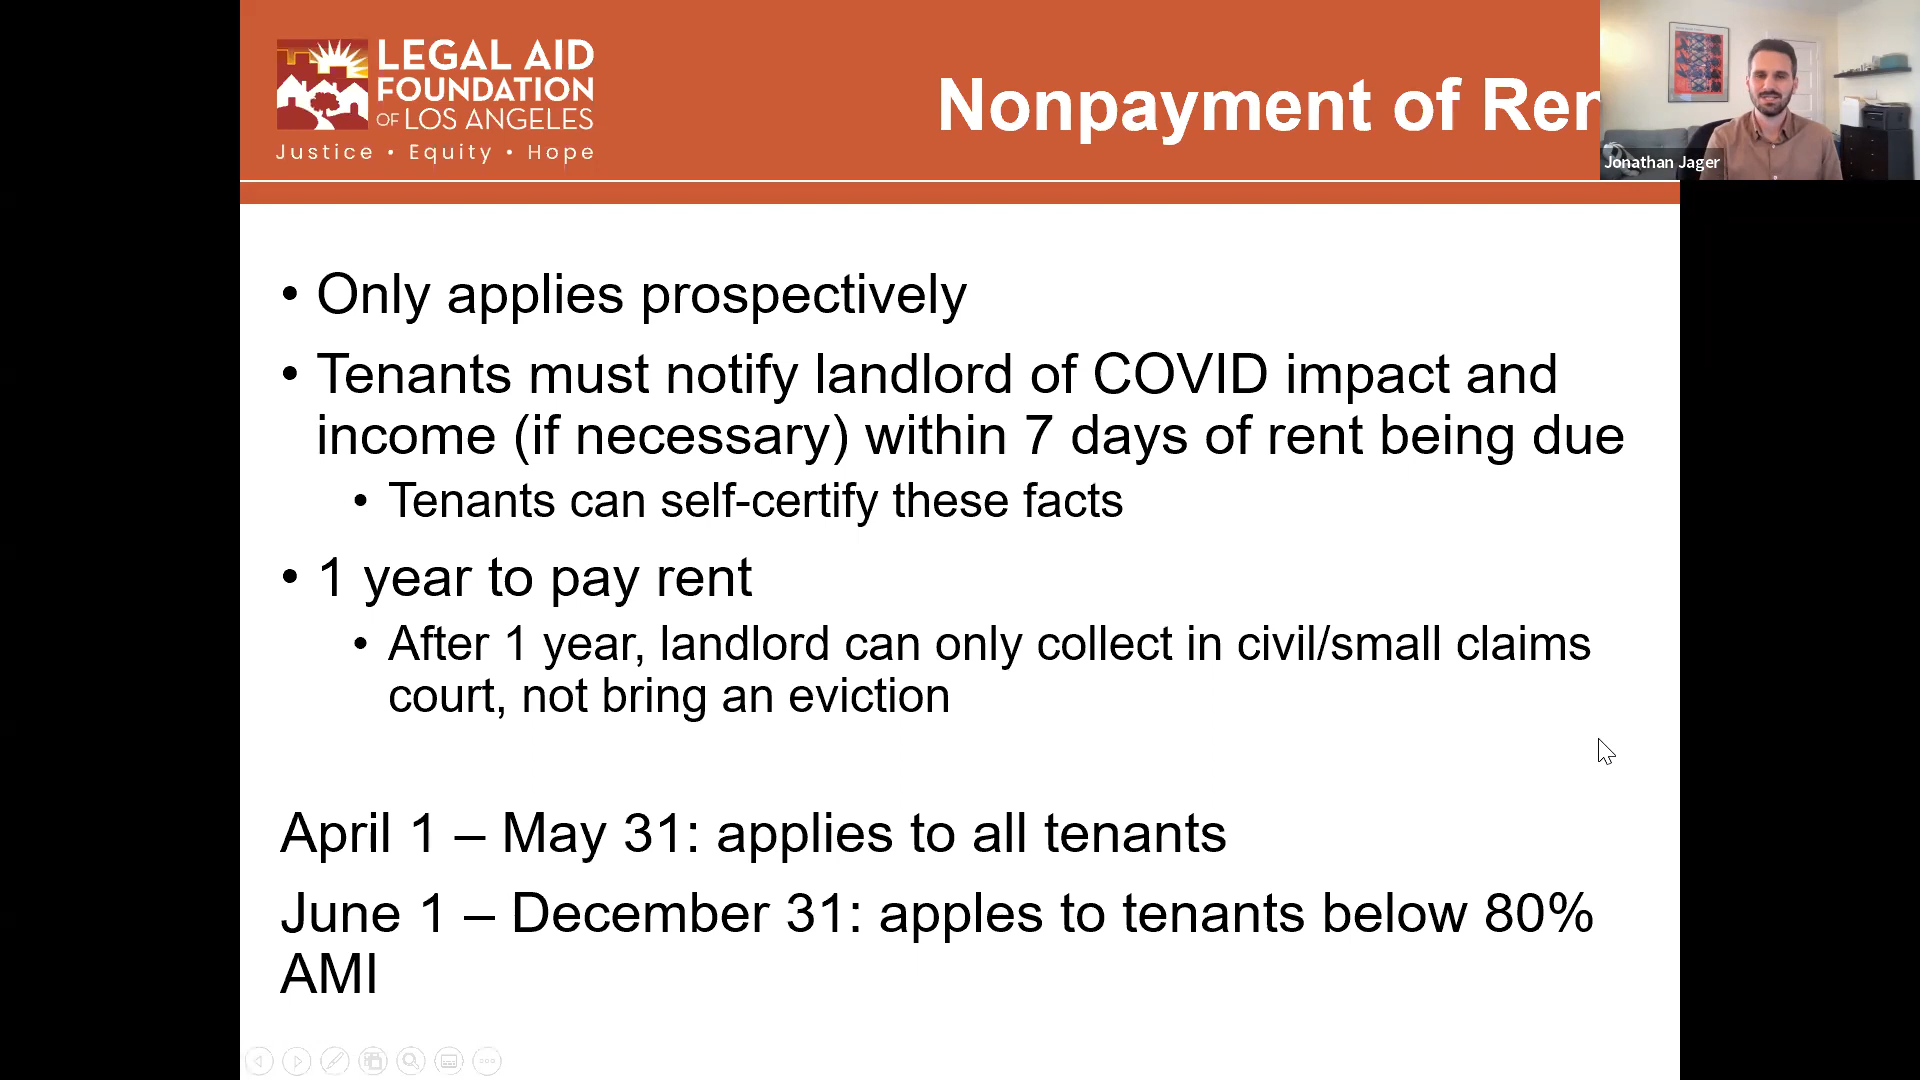 LEGAL AID
FOUNDATION
OF LOS ANGELES
Justice • Equity • Hope
Nonpayment of Ren
Jonathan Jager
• Only applies prospectively
• Tenants must notify landlord of COVID impact and
income (if necessary) within 7 days of rent being due
• Tenants can self-certify these facts
• 1 year to pay rent
• After 1 year, landlord can only collect in civil/small claims
court, not bring an eviction
April 1 – May 31: applies to all tenants
June 1 – December 31: apples to tenants below 80%
AMI